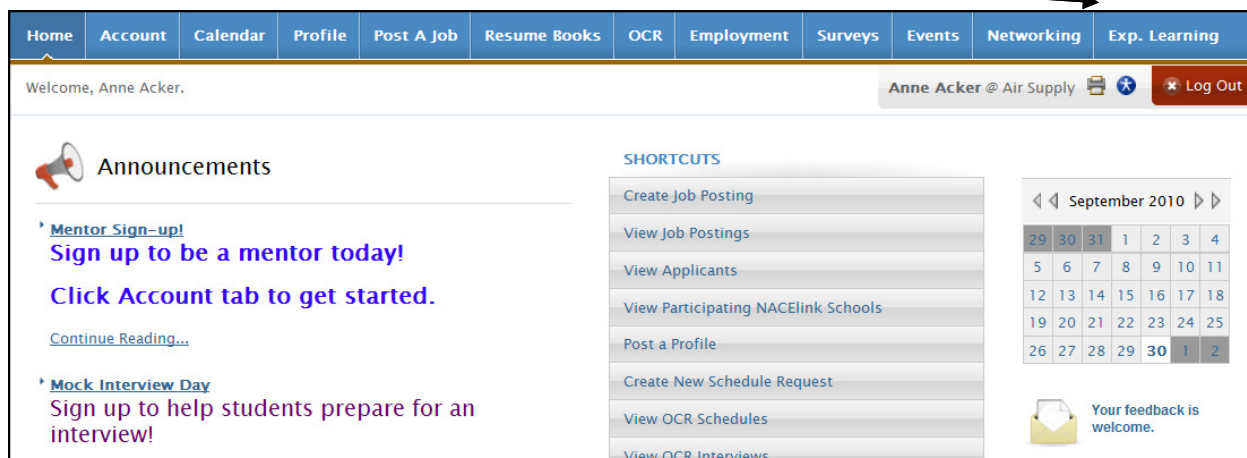 Home Account Calendar Profile Post A Job Resume Books OCR Employment Surveys Events Networking Exp. Learning
Welcome, Anne Acker.
Anne Acker @ Air Supply
Log Out
Announcements
Mentor Sign-up!
Sign up to be a mentor today!
Click Account tab to get started.
Continue Reading...
Mock Interview Day
Sign up to help students prepare for an
interview!
SHORTCUTS
Create Job Posting
View Job Postings
View Applicants
View Participating NACElink Schools
Post a Profile
Create New Schedule Request
View OCR Schedules
View OCR Interviews
September 2010
29 30 31 1 2 3 4
5 6 7 8 9 10 11
12 13 14 15 16 17 18
19 20 21 22 23 24 25
26 27 28 29 30 1 2
Your feedback is
welcome.